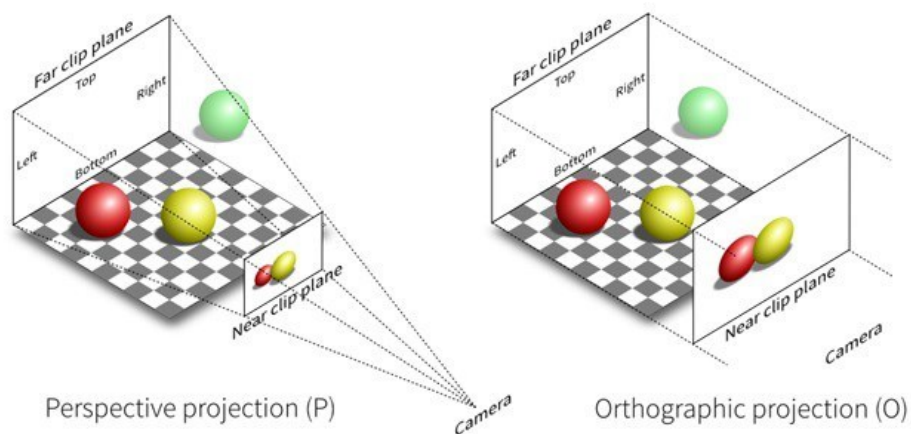 Far clip plane
Top
Right
Left
Bottom
Near clip plane
Camera
Perspective projection (P)
Far clip plane
Top
Right
Left
Bottom
Near clip plane
Camera
Orthographic projection (O)